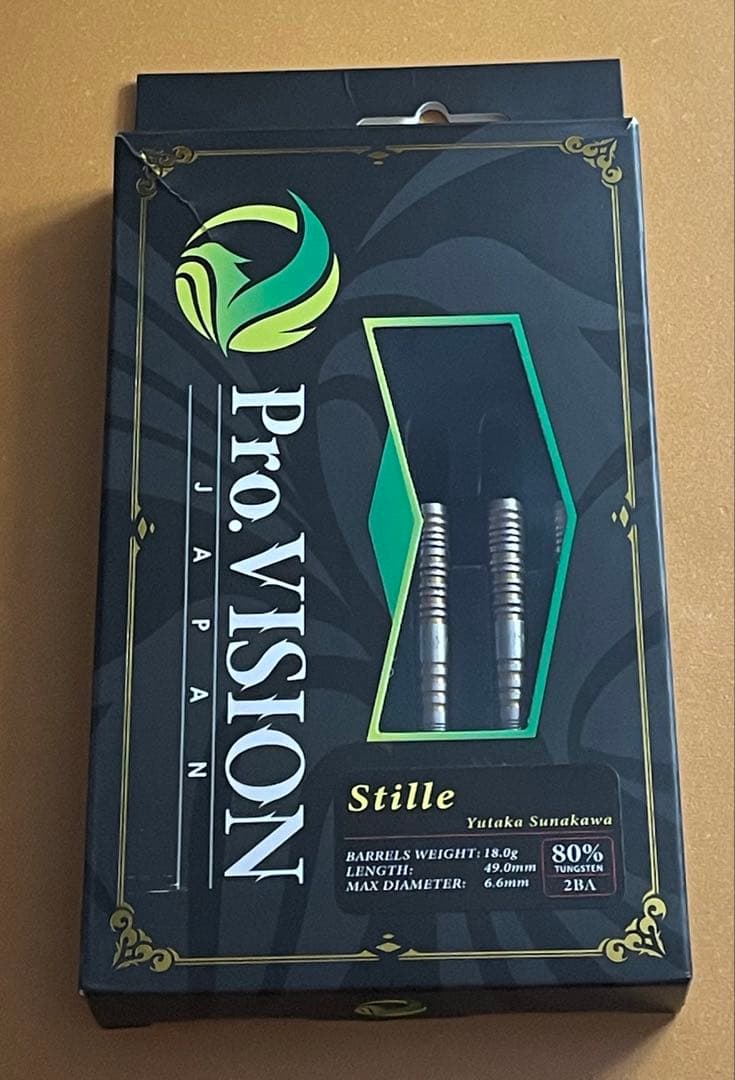 Pro.VISION
JAPAN
Stille
Yutaka Sunakawa
BARRELS WEIGHT: 18.0g
LENGTH: 49.0mm
MAX DIAMETER: 6.6mm
80%
TUNGSTEN
2BA